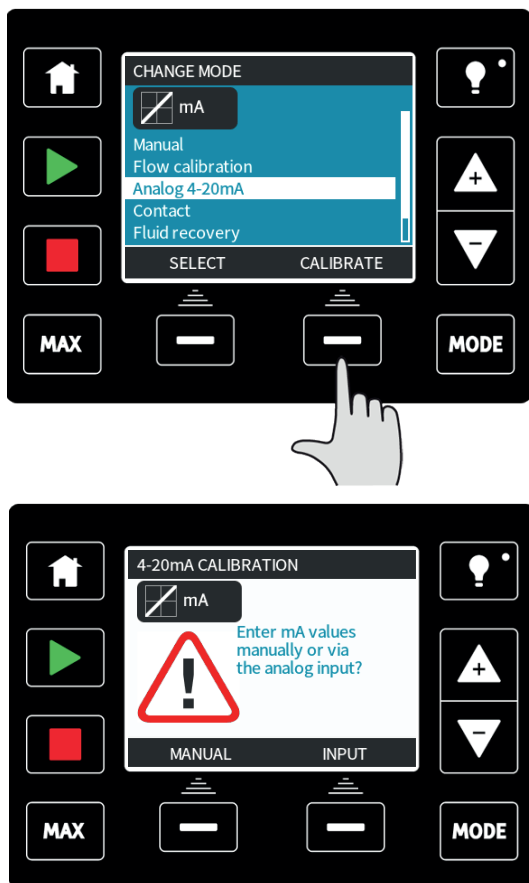 CHANGE MODE
mA
Manual
Flow calibration
Analog 4-20mA
Contact
Fluid recovery
SELECT CALIBRATE
+
-
MAX
MODE
4-20mA CALIBRATION
mA
Enter mA values
manually or via
the analog input?
!
MANUAL INPUT
+
-
MAX
MODE